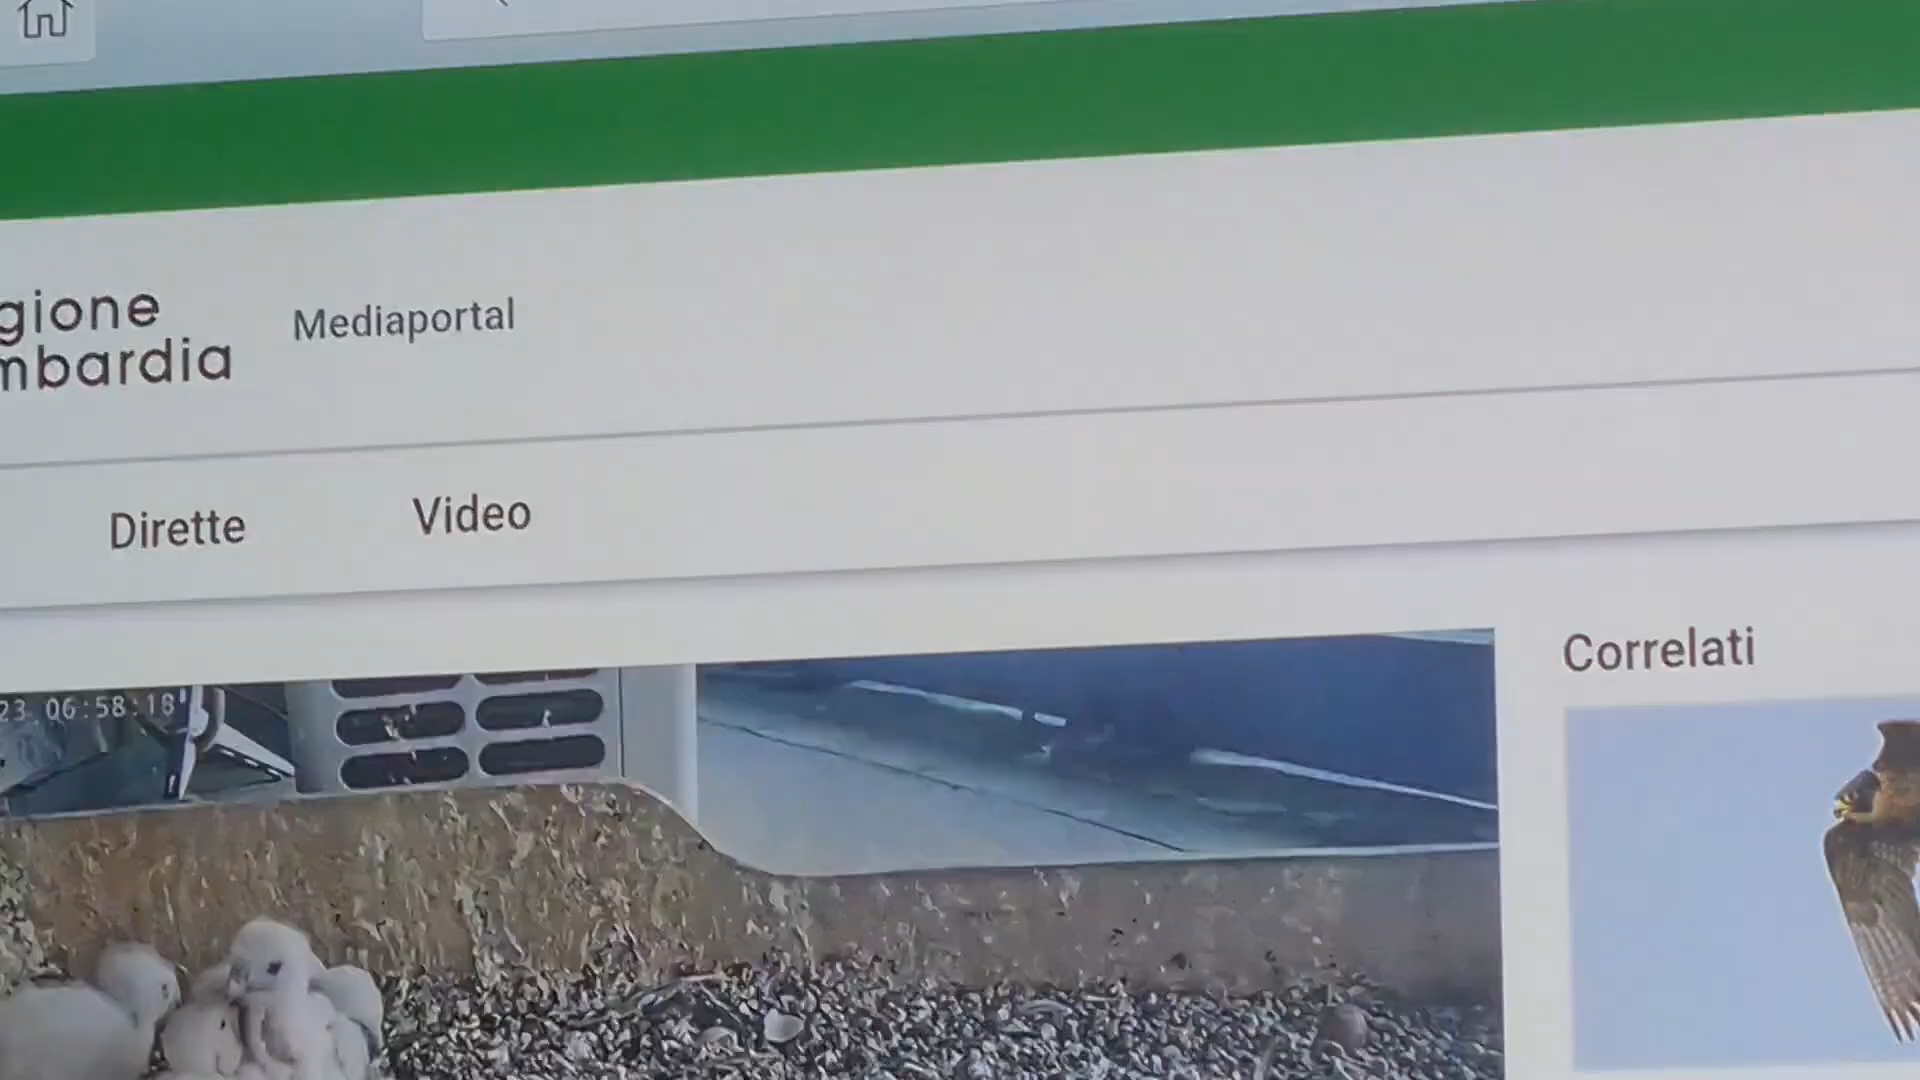 gione
mbardia
Mediaportal
Dirette
Video
Correlati
23 06:58:18